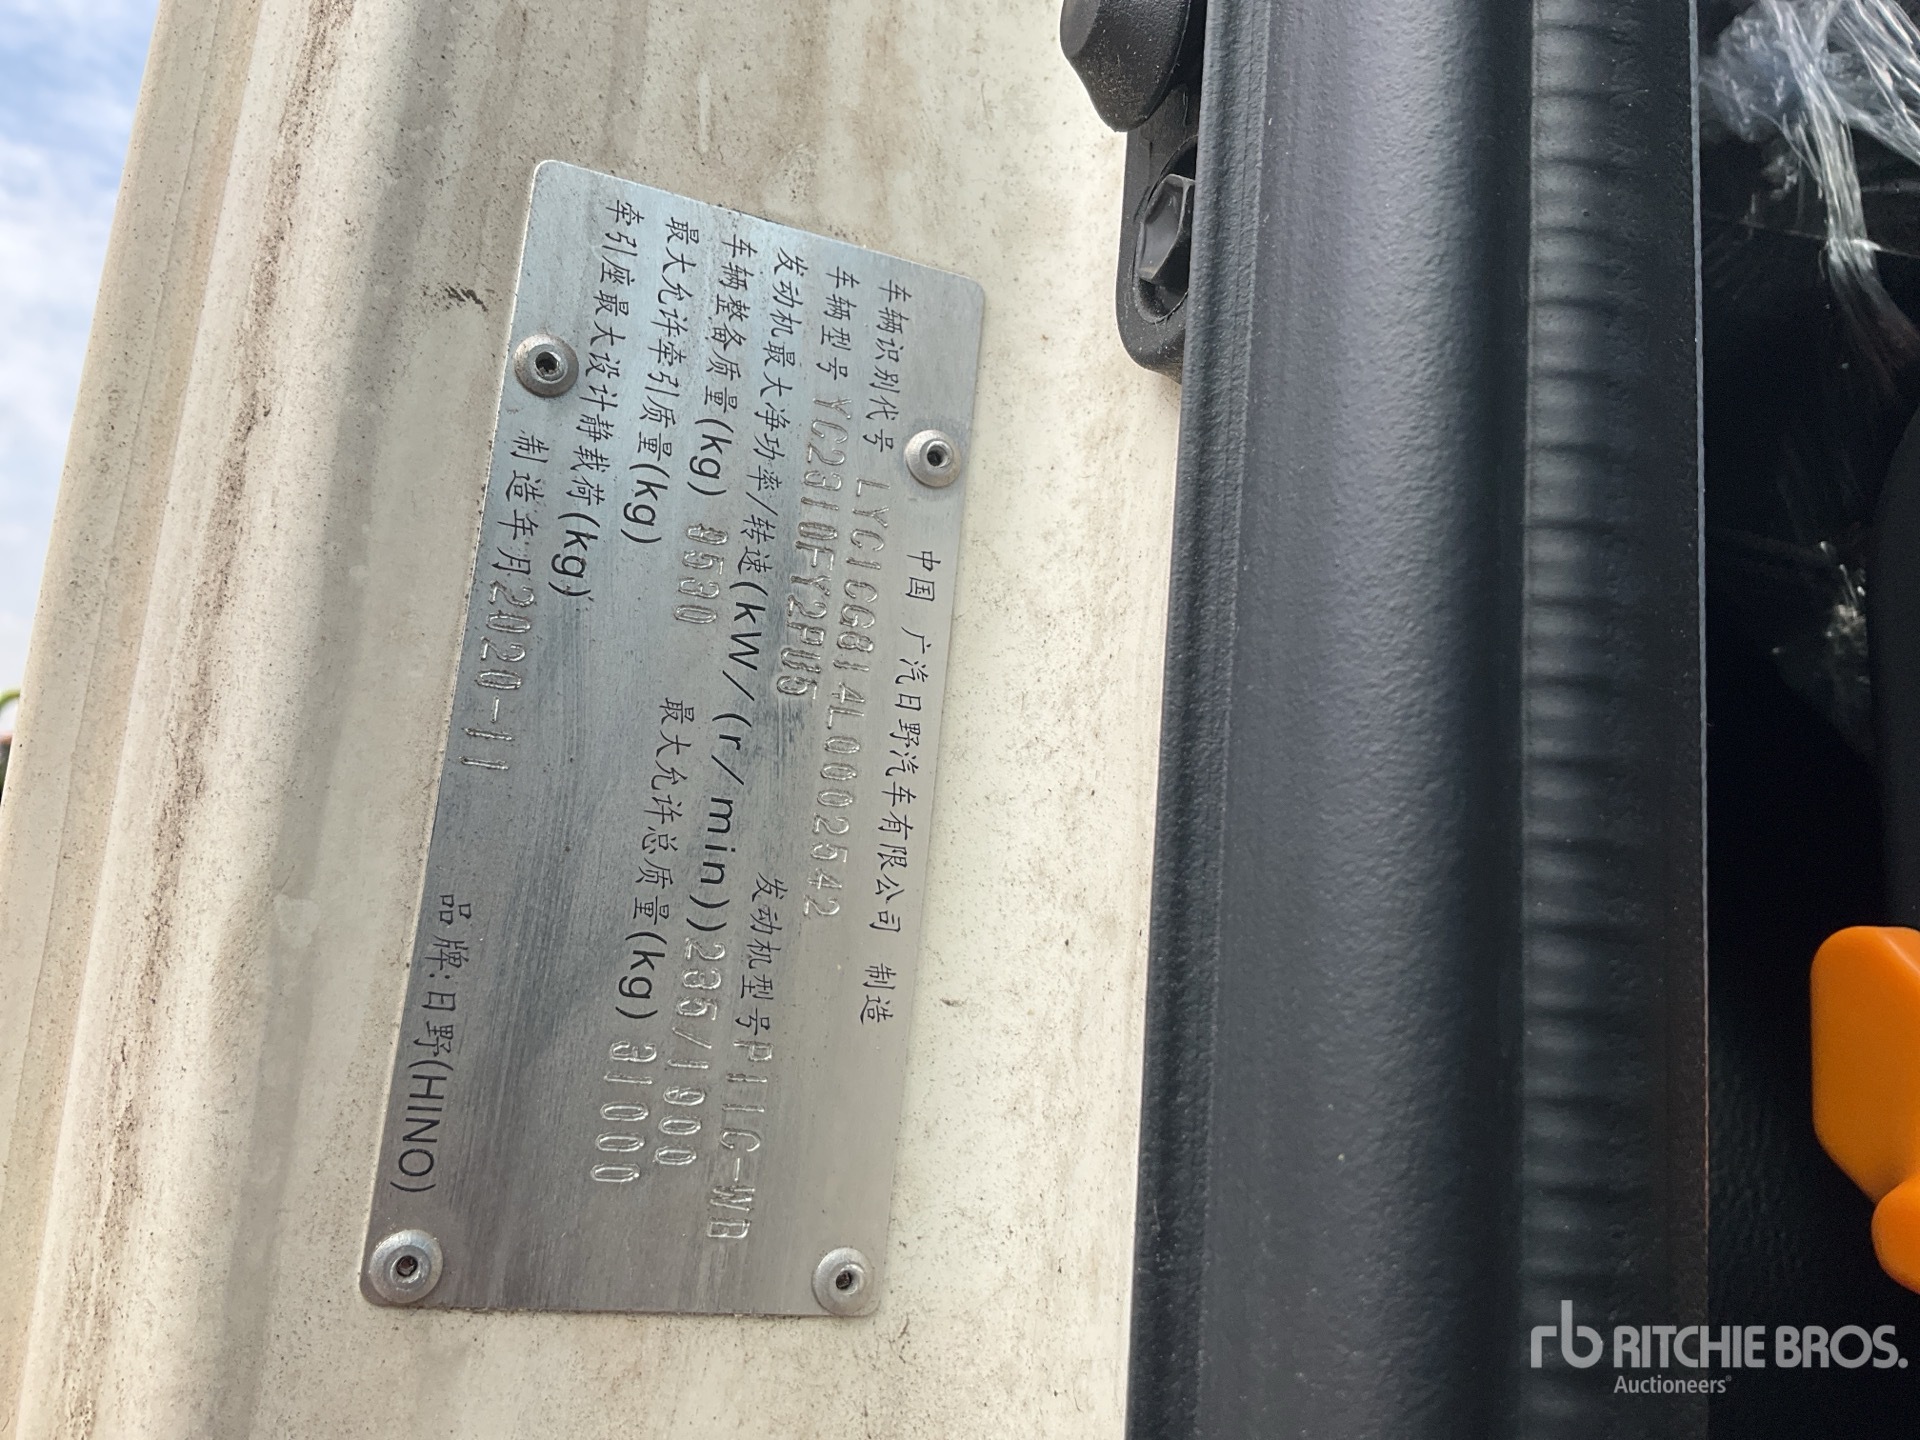 中国 广汽日野汽车有限公司 制造
车辆识别代号 LYC1CG814L0002542
车辆型号 YC2310FY2PU5 发动机型号P11C-WB
发动机最大净功率/转速(kW/(r/min))235/1900
车辆整备质量(kg) 最大允许总质量(kg) 31000
最大允许牵引质量(kg)
牵引座最大设计静载荷(kg)
制造年月2020-11 品牌:日野(HINO)
rb RITCHIE BROS.
Auctioneers